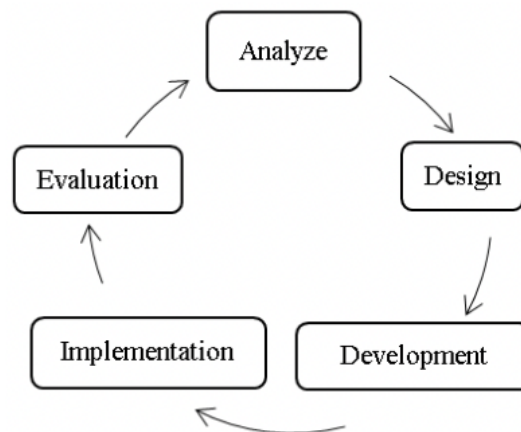 Analyze
Design
Development
Implementation
Evaluation